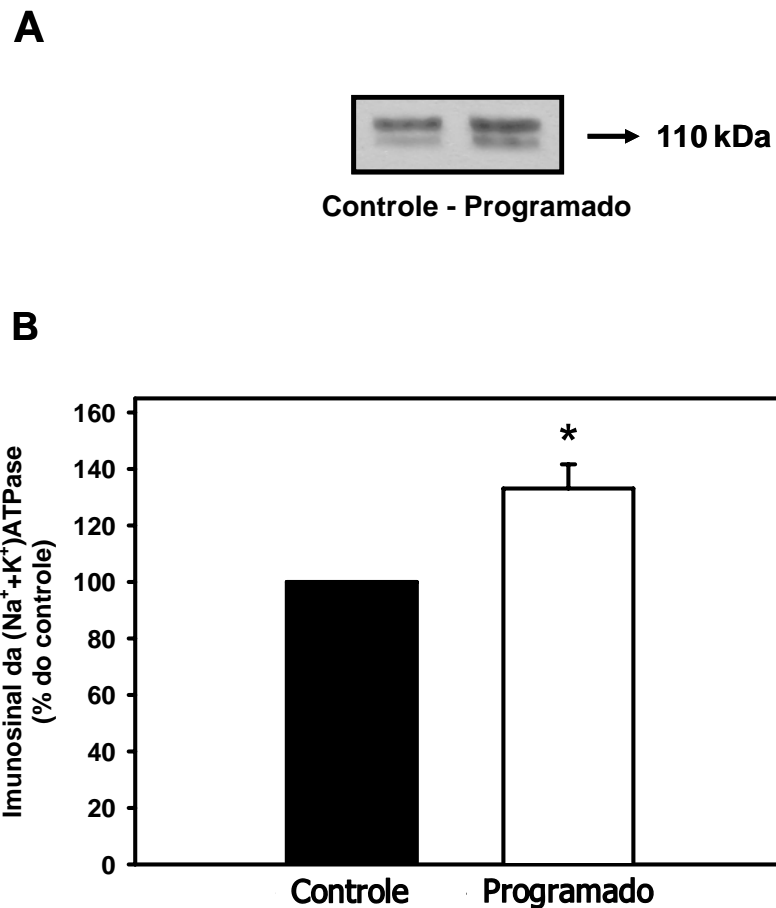 A
110 kDa
Controle - Programado
B
Imunosinal da (Na⁺+K⁺)ATPase
(% do controle)
160
140
120
100
80
60
40
20
0
*
Controle
Programado